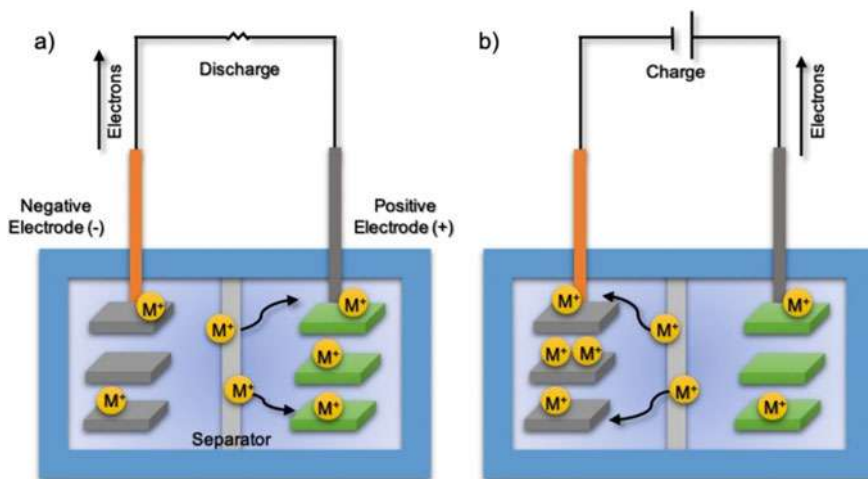 a)
Discharge
Electrons
Negative
Electrode (-)
Positive
Electrode (+)
M⁺
M⁺
M⁺
M⁺
M⁺
M⁺
M⁺
Separator
b)
Charge
Electrons
M⁺
M⁺
M⁺
M⁺
M⁺
M⁺
M⁺
M⁺